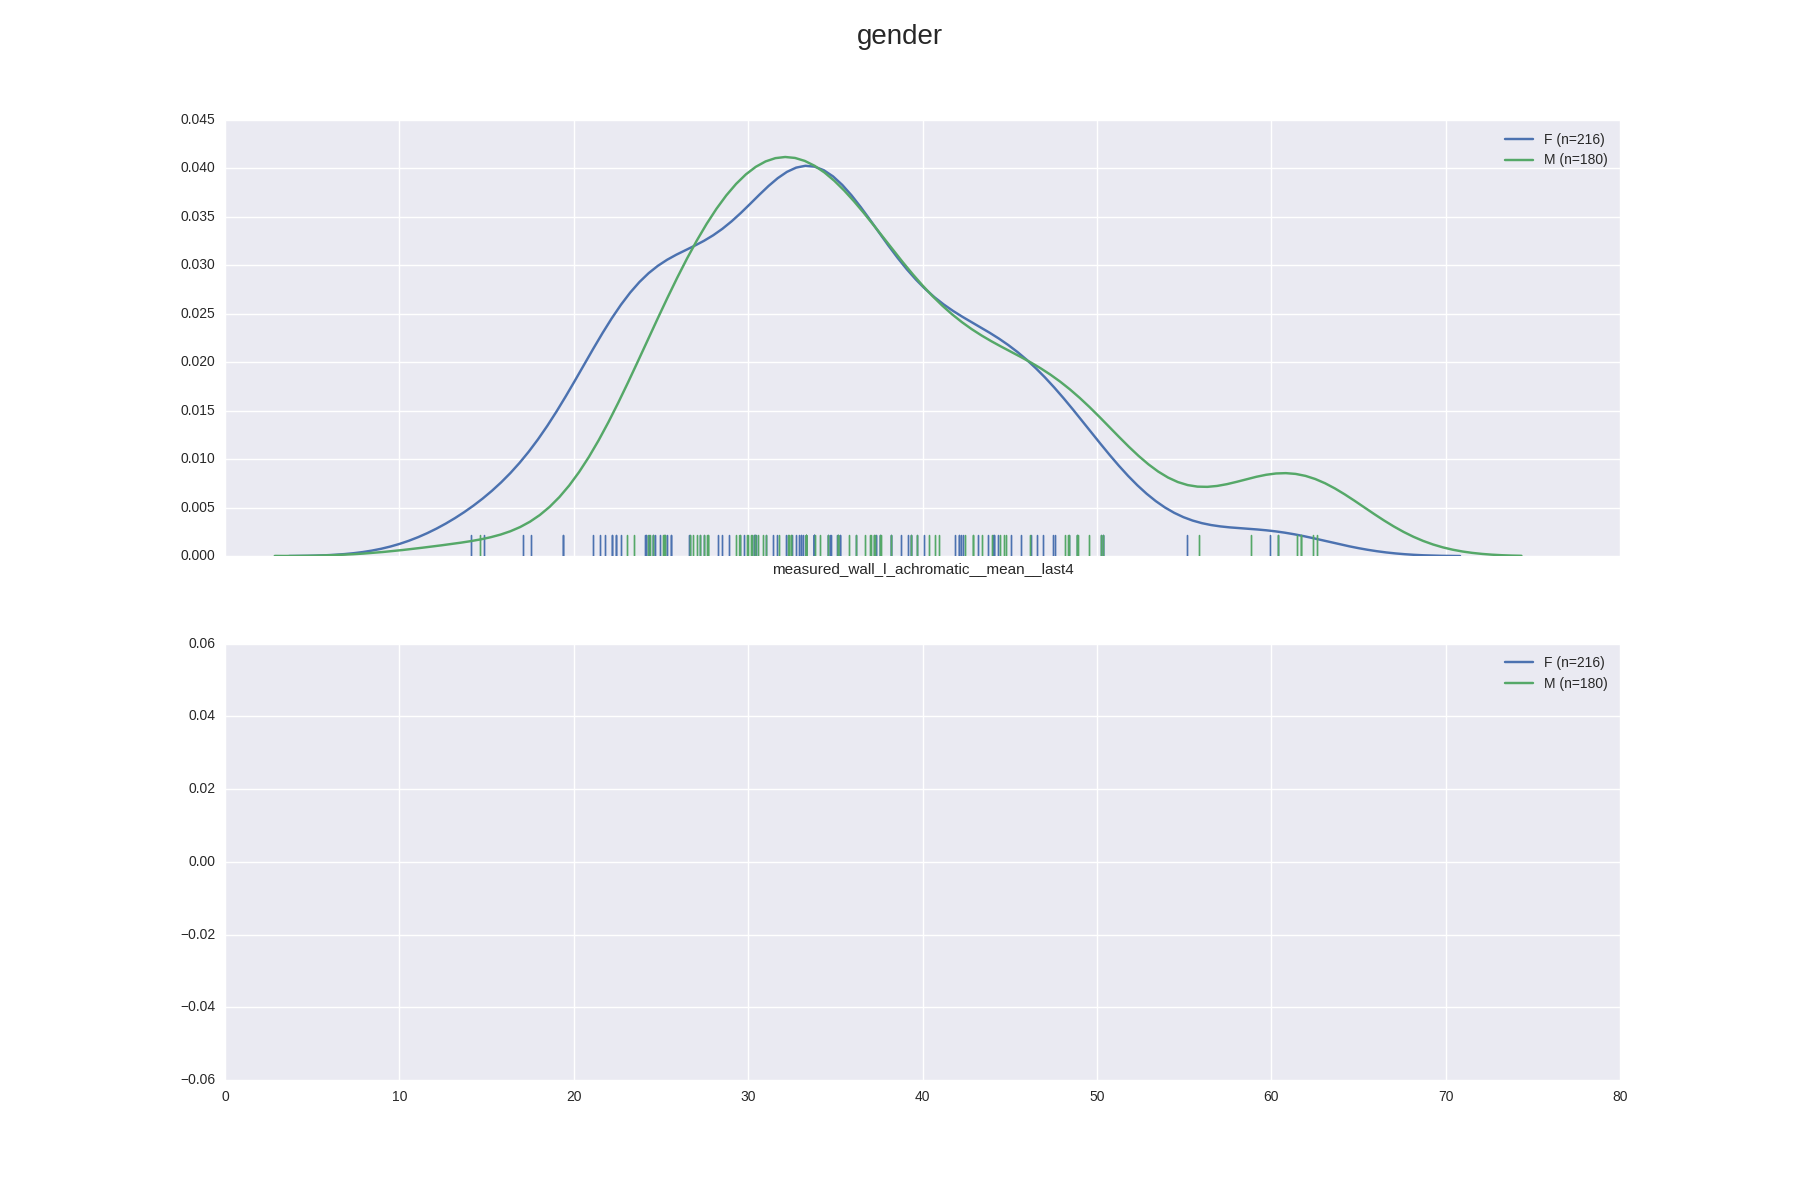 gender
0.045
0.040
0.035
0.030
0.025
0.020
0.015
0.010
0.005
0.000
F (n=216)
M (n=180)
measured_wall_l_achromatic__mean__last4
0.06
0.04
0.02
0.00
−0.02
−0.04
−0.06
F (n=216)
M (n=180)
0 10 20 30 40 50 60 70 80